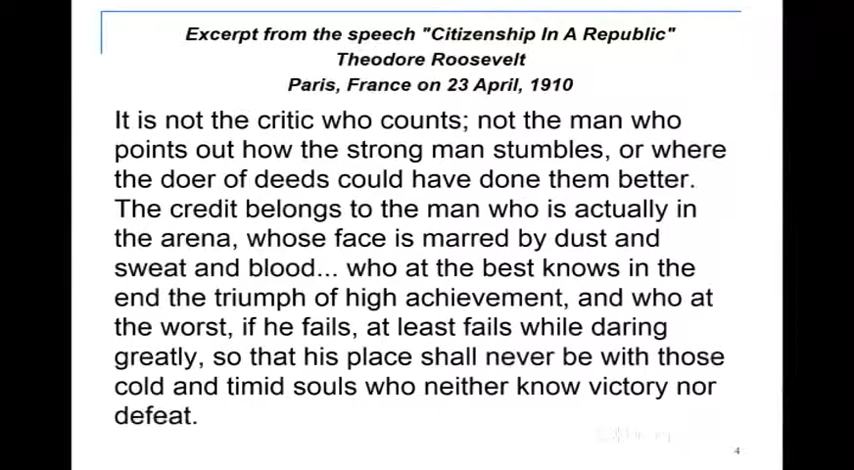 Excerpt from the speech "Citizenship In A Republic"
Theodore Roosevelt
Paris, France on 23 April, 1910
It is not the critic who counts; not the man who
points out how the strong man stumbles, or where
the doer of deeds could have done them better.
The credit belongs to the man who is actually in
the arena, whose face is marred by dust and
sweat and blood... who at the best knows in the
end the triumph of high achievement, and who at
the worst, if he fails, at least fails while daring
greatly, so that his place shall never be with those
cold and timid souls who neither know victory nor
defeat.
4